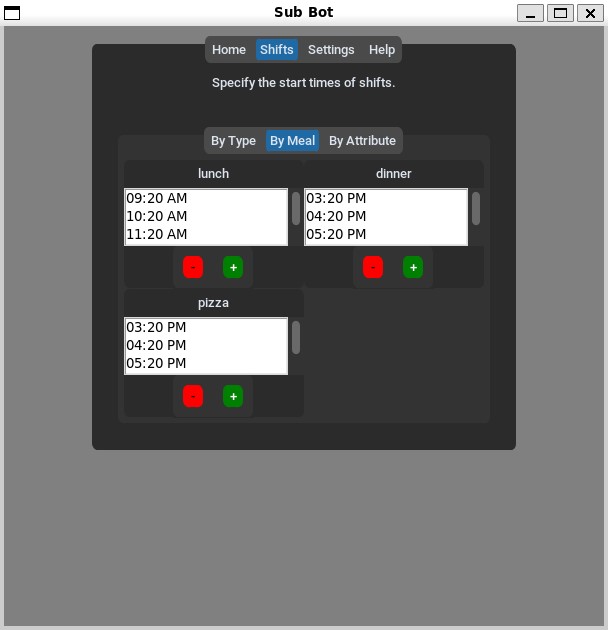 Sub Bot
Home Shifts Settings Help
Specify the start times of shifts.
By Type By Meal By Attribute
lunch dinner
09:20 AM 03:20 PM
10:20 AM 04:20 PM
11:20 AM 05:20 PM
- + - +
pizza
03:20 PM
04:20 PM
05:20 PM
- +